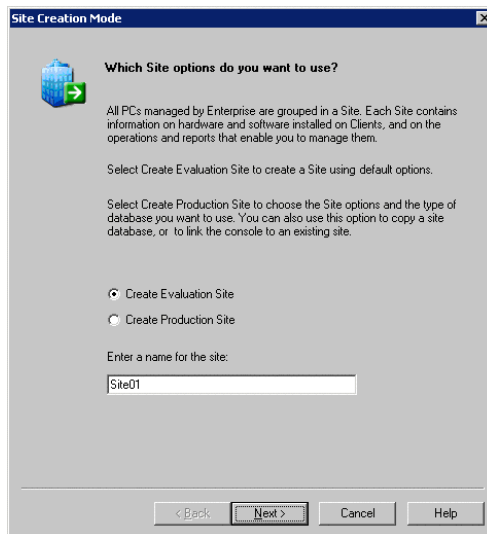 Site Creation Mode
Which Site options do you want to use?
All PCs managed by Enterprise are grouped in a Site. Each Site contains
information on hardware and software installed on Clients, and on the
operations and reports that enable you to manage them.
Select Create Evaluation Site to create a Site using default options.
Select Create Production Site to choose the Site options and the type of
database you want to use. You can also use this option to copy a site
database, or to link the console to an existing site.
Create Evaluation Site
Create Production Site
Enter a name for the site:
Site01
< Back Next > Cancel Help